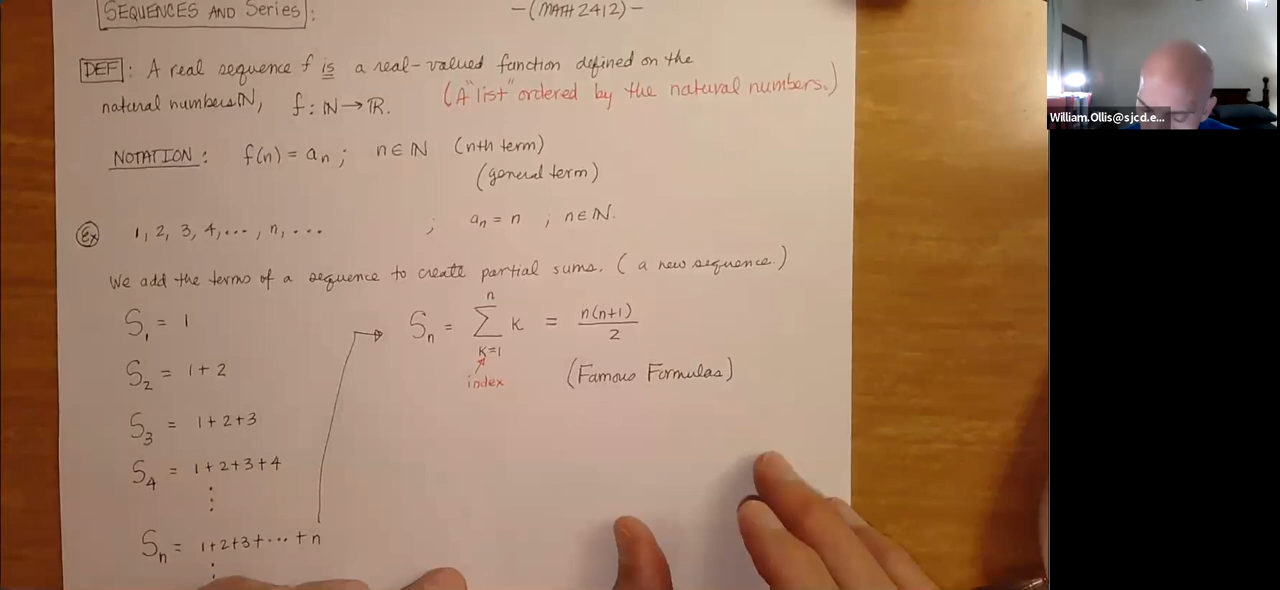 SEQUENCES AND Series:
-(MATH 2412)-
DEF: A real sequence f is a real-valued function defined on the
natural numbers ℕ, f: ℕ → ℝ. (A "list" ordered by the natural numbers.)
NOTATION: f(n) = aₙ ; n ∈ ℕ (nth term)
(general term)
Ex 1, 2, 3, 4, ..., n, ... ; aₙ = n ; n ∈ ℕ.
We add the terms of a sequence to create partial sums. (a new sequence.)
S₁ = 1
S₂ = 1 + 2
S₃ = 1+2+3
S₄ = 1+2+3+4
⋮
Sₙ = 1+2+3+⋯+n
⋮
Sₙ = ∑ₖ₌₁ⁿ K = n(n+1)/2
index
(Famous Formulas)
William.Ollis@sjcd.e...